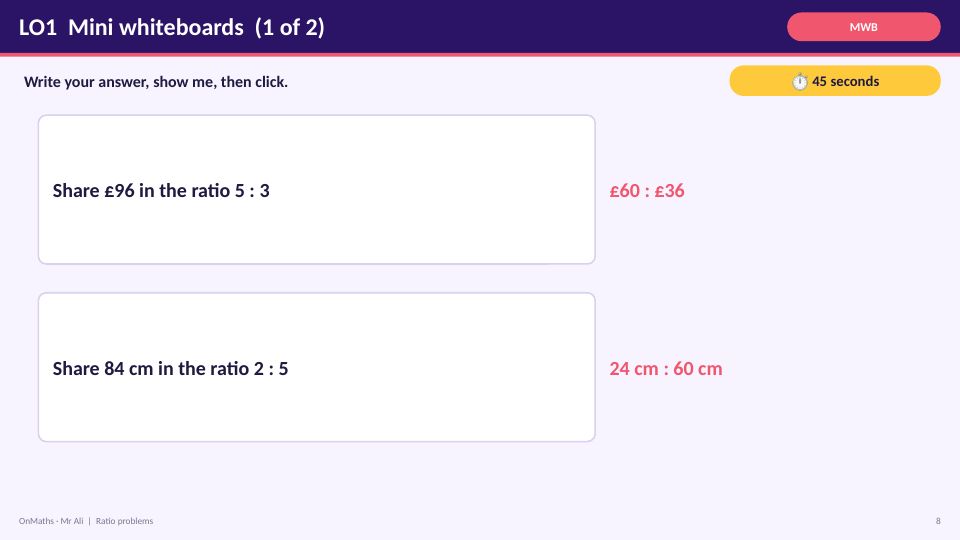 LO1 Mini whiteboards (1 of 2)
MWB
Write your answer, show me, then click.
⏱ 45 seconds
Share £96 in the ratio 5 : 3
£60 : £36
Share 84 cm in the ratio 2 : 5
24 cm : 60 cm
OnMaths - Mr Ali | Ratio problems
8